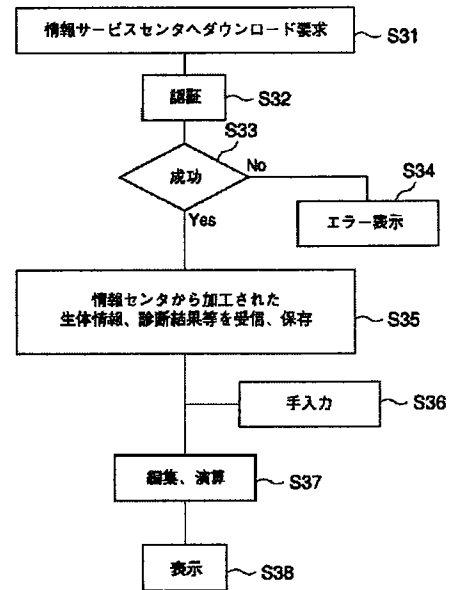 情報サービスセンタへダウンロード要求
S31
認証
S32
S33
成功
No
S34
エラー表示
Yes
情報センタから加工された
生体情報、診断結果等を受信、保存
S35
手入力
S36
編集、演算
S37
表示
S38